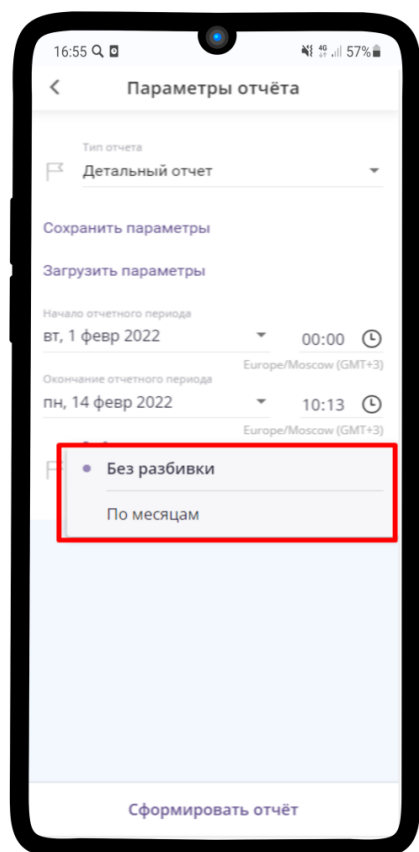 16:55 57%
Параметры отчёта
Тип отчета
Детальный отчет
Сохранить параметры
Загрузить параметры
Начало отчетного периода
вт, 1 февр 2022 00:00
Europe/Moscow (GMT+3)
Окончание отчетного периода
пн, 14 февр 2022 10:13
Europe/Moscow (GMT+3)
Без разбивки
По месяцам
Сформировать отчёт